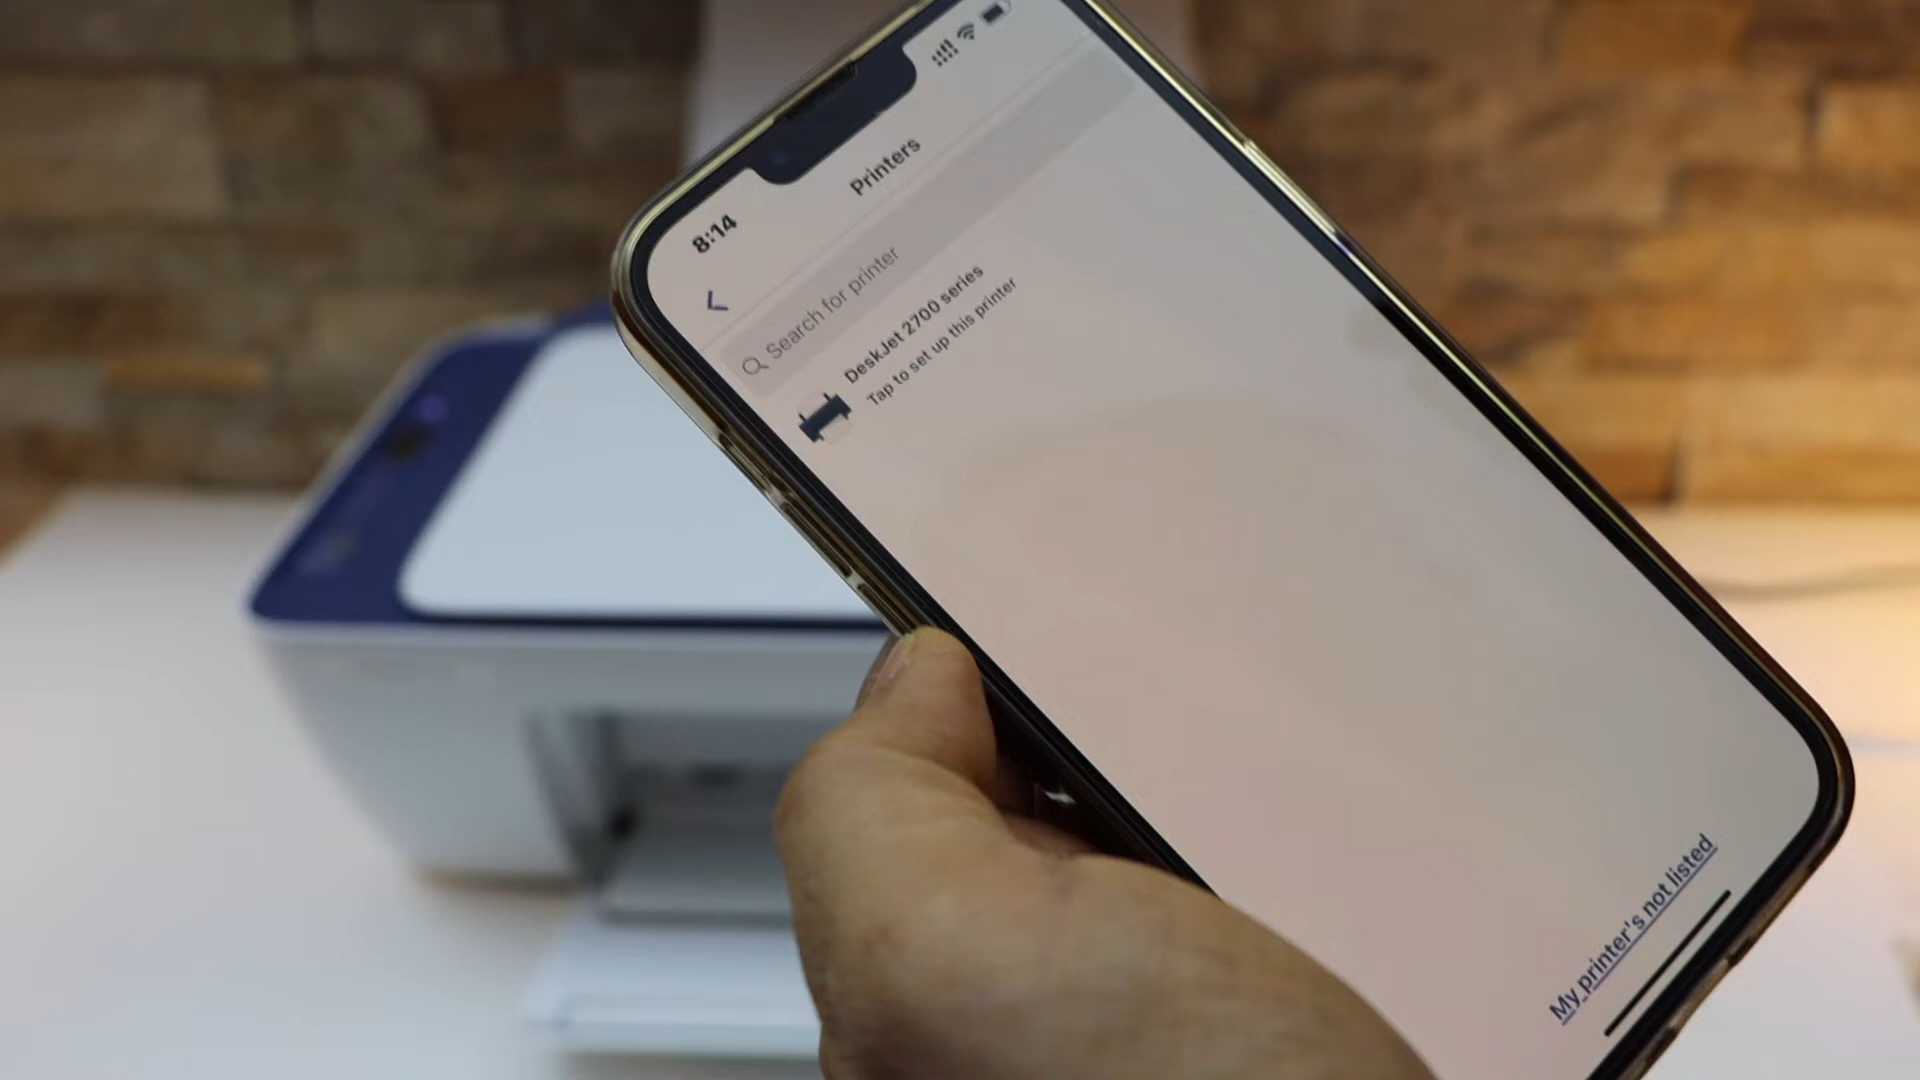 8:14
Printers
Search for printer
DeskJet 2700 series
Tap to set up this printer
My printer's not listed